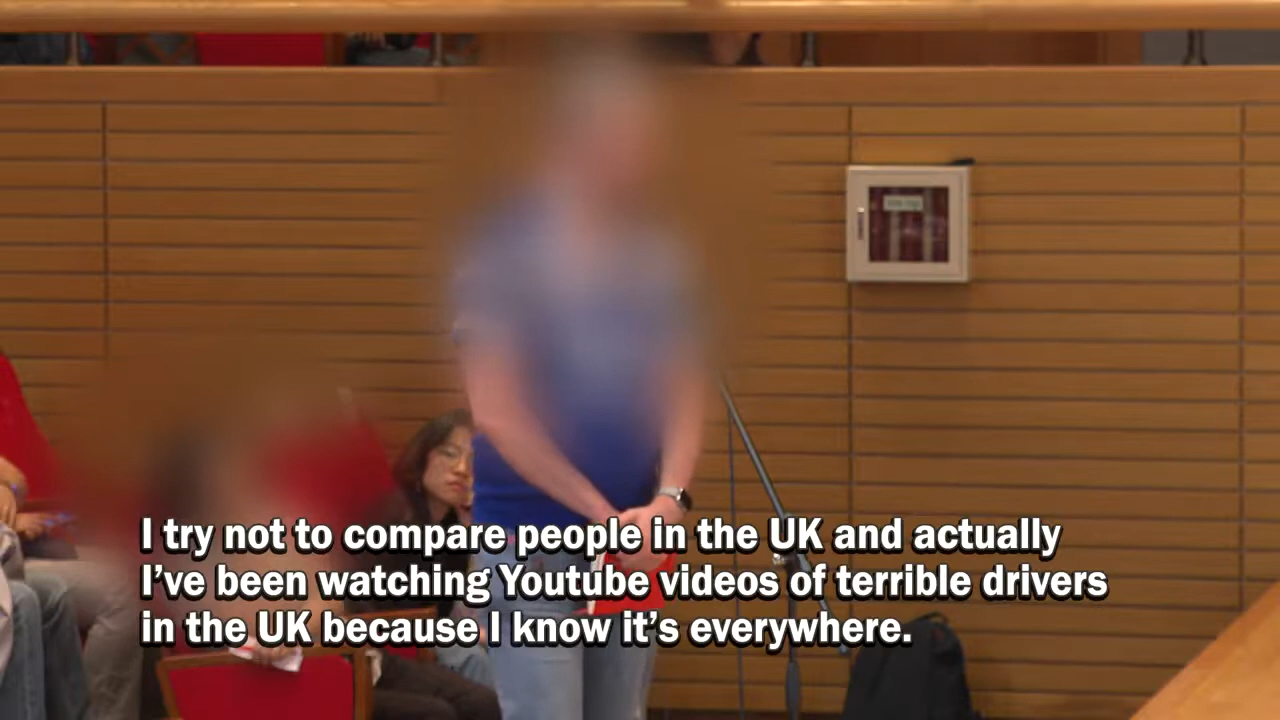 I try not to compare people in the UK and actually
I've been watching Youtube videos of terrible drivers
in the UK because I know it's everywhere.